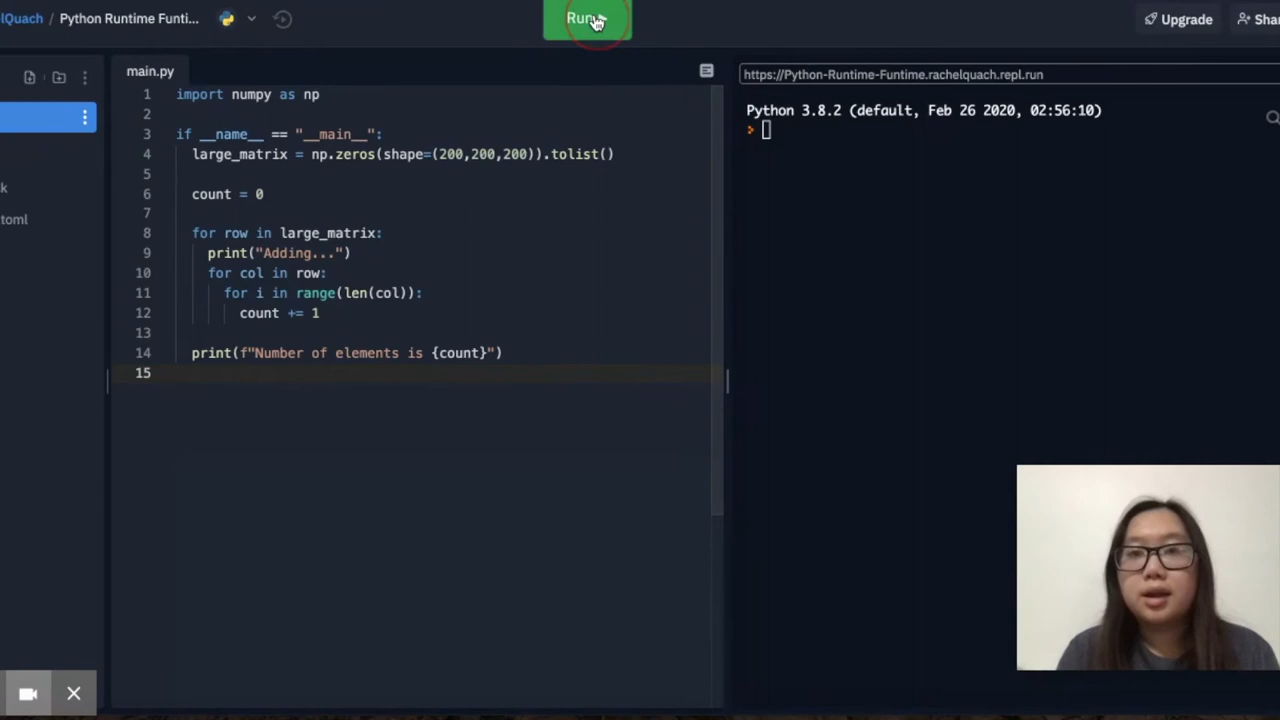 elQuach / Python Runtime Funti...
Run
Upgrade
Shar
k
toml
main.py
1 import numpy as np
2
3 if __name__ == "__main__":
4 large_matrix = np.zeros(shape=(200,200,200)).tolist()
5
6 count = 0
7
8 for row in large_matrix:
9 print("Adding...")
10 for col in row:
11 for i in range(len(col)):
12 count += 1
13
14 print(f"Number of elements is {count}")
15
https://Python-Runtime-Funtime.rachelquach.repl.run
Python 3.8.2 (default, Feb 26 2020, 02:56:10)